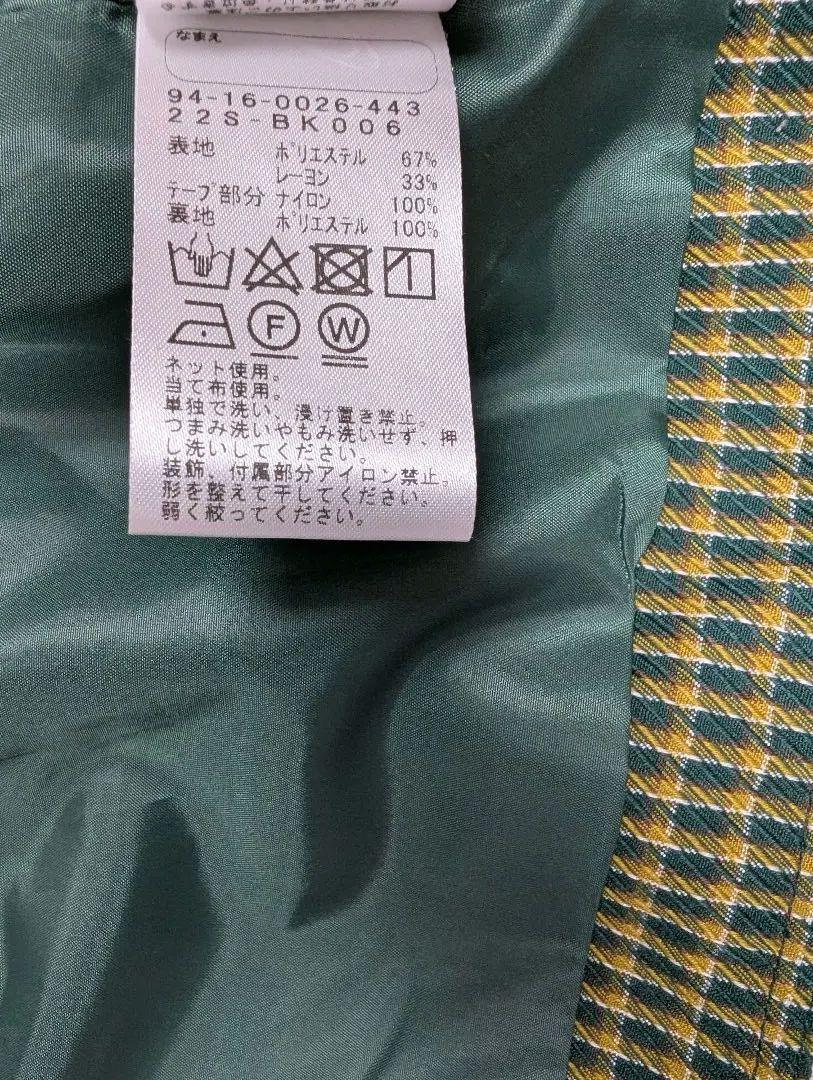 なまえ
94-16-0026-443
22S-BK006
表地 ポリエステル 67%
レーヨン 33%
テープ部分 ナイロン 100%
裏地 ポリエステル 100%
F W
ネット使用。
当て布使用。
単独で洗い、浸け置き禁止。
つまみ洗いやもみ洗いせず、押
し洗いしてください。
装飾、付属部分アイロン禁止。
形を整えて干してください。
弱く絞ってください。